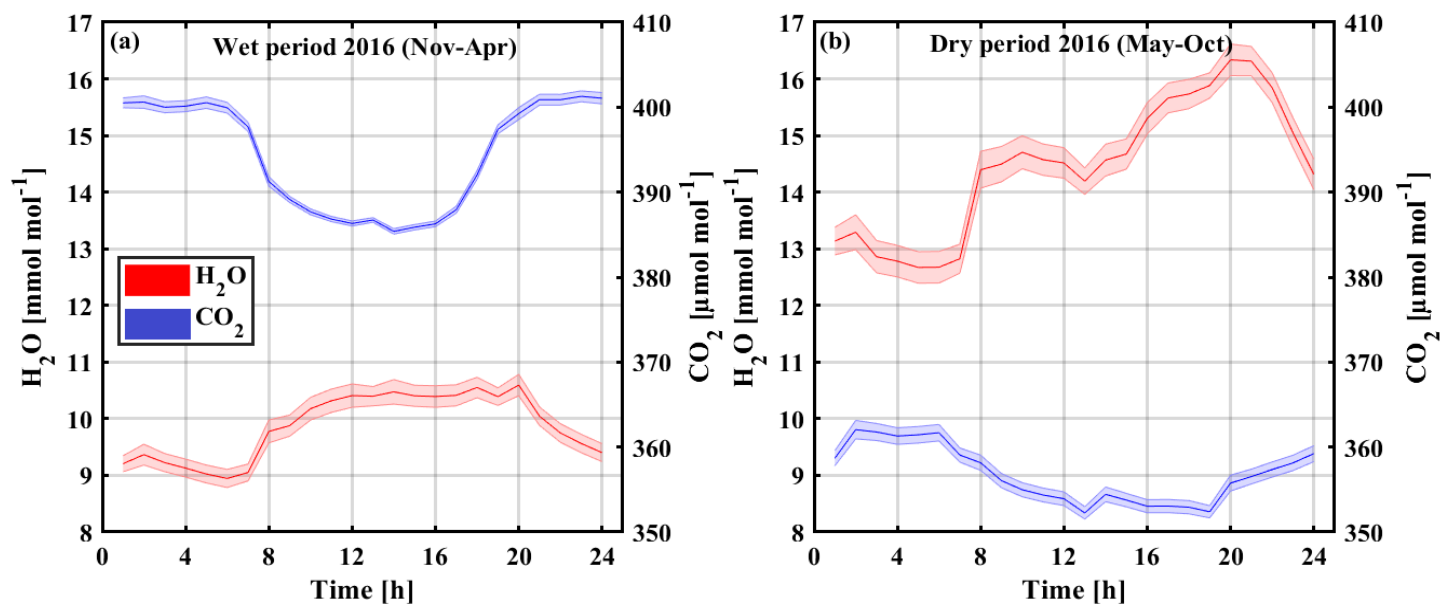 (a)
Wet period 2016 (Nov-Apr)
17
16
15
14
13
12
11
10
9
8
H₂O [mmol mol⁻¹]
410
400
390
380
370
360
350
CO₂ [μmol mol⁻¹]
H₂O
CO₂
0 4 8 12 16 20 24
Time [h]
(b)
Dry period 2016 (May-Oct)
17
16
15
14
13
12
11
10
9
8
H₂O [mmol mol⁻¹]
410
400
390
380
370
360
350
CO₂ [μmol mol⁻¹]
0 4 8 12 16 20 24
Time [h]